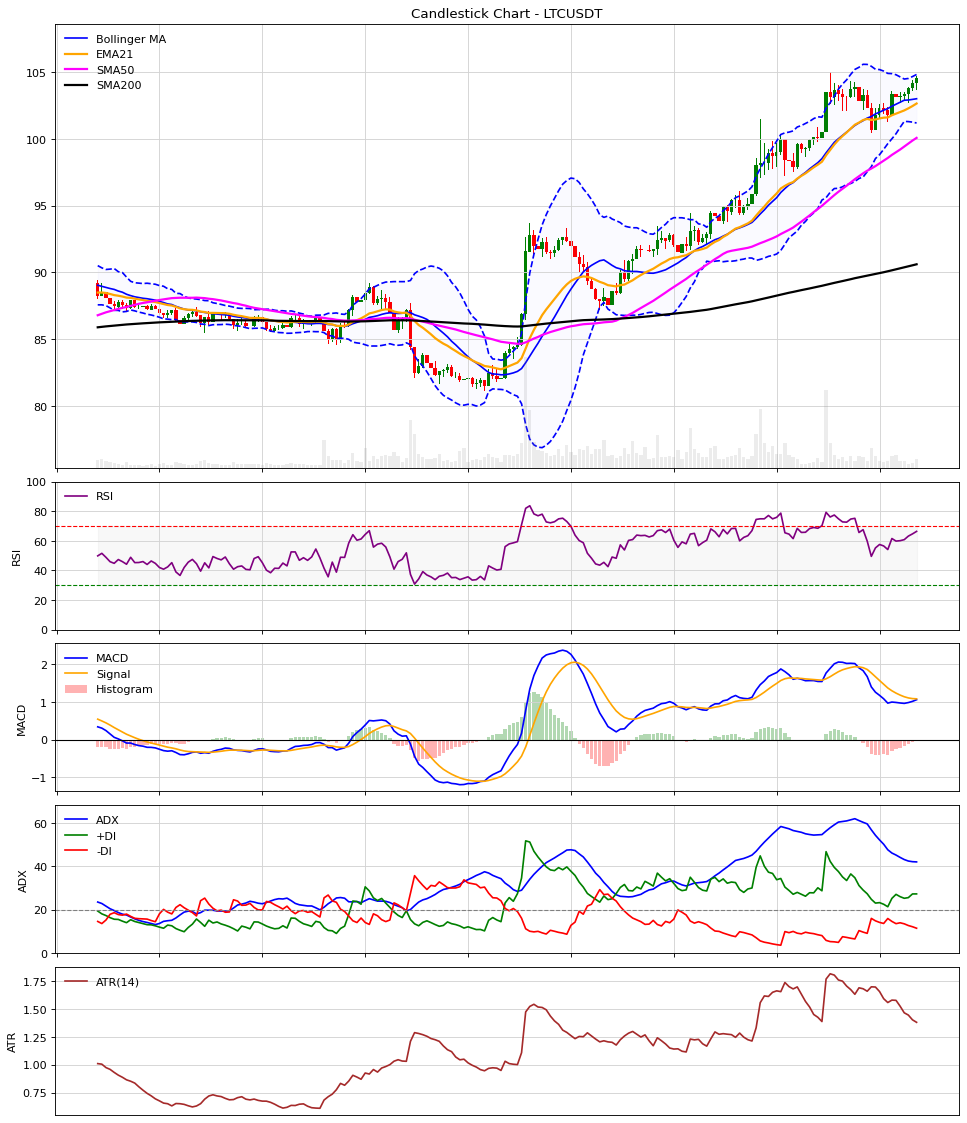 Candlestick Chart - LTCUSDT
Bollinger MA
EMA21
SMA50
SMA200
105
100
95
90
85
80
RSI
RSI
100
80
60
40
20
0
MACD
Signal
Histogram
MACD
2
1
0
−1
ADX
+DI
-DI
ADX
60
40
20
0
ATR(14)
ATR
1.75
1.50
1.25
1.00
0.75